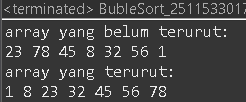 <terminated> BubleSort_2511533017
array yang belum terurut:
23 78 45 8 32 56 1
array yang terurut:
1 8 23 32 45 56 78